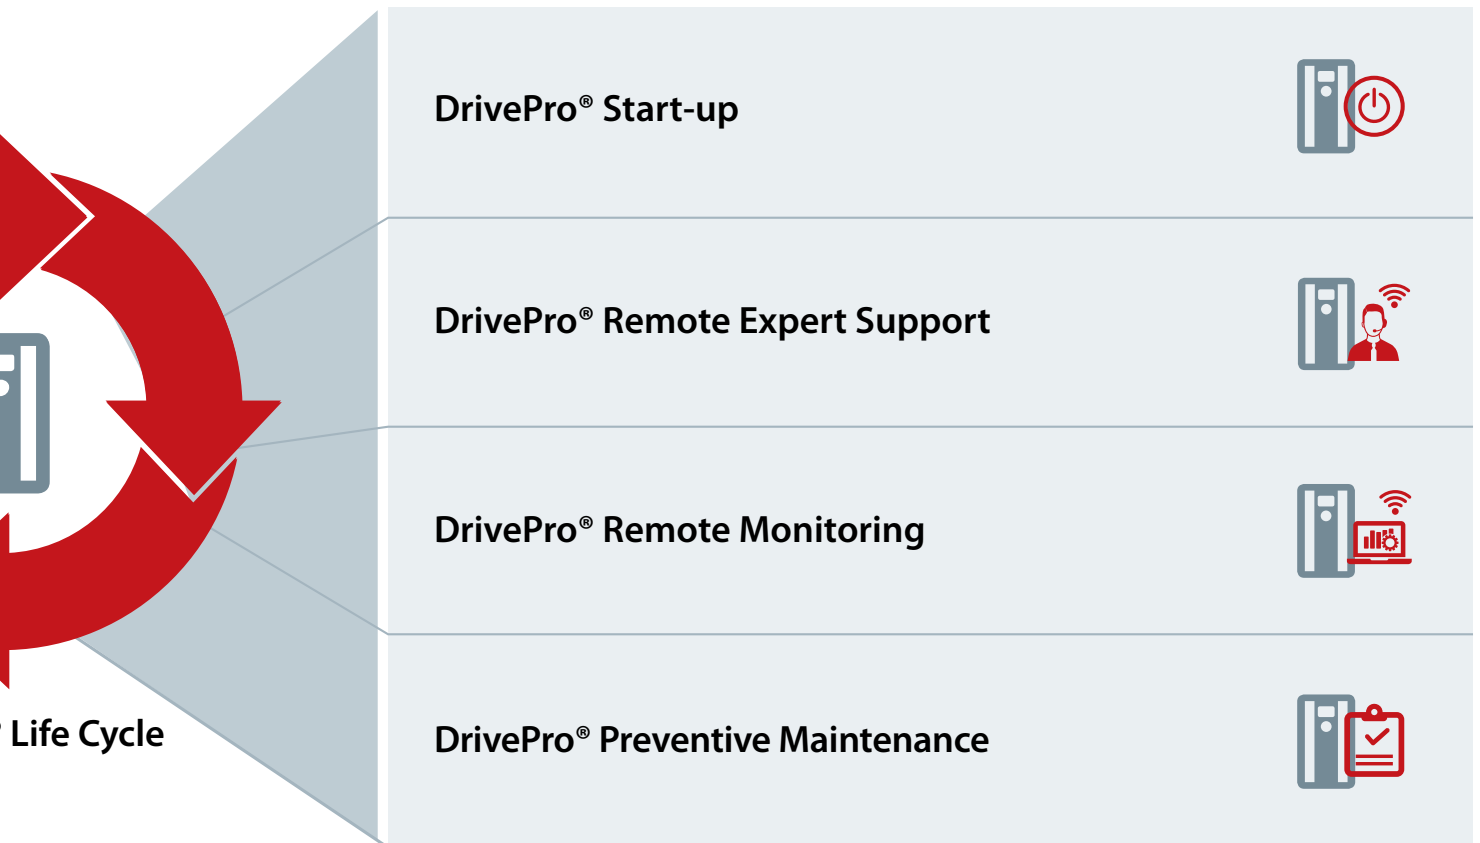 DrivePro® Start-up
DrivePro® Remote Expert Support
DrivePro® Remote Monitoring
® Life Cycle
DrivePro® Preventive Maintenance